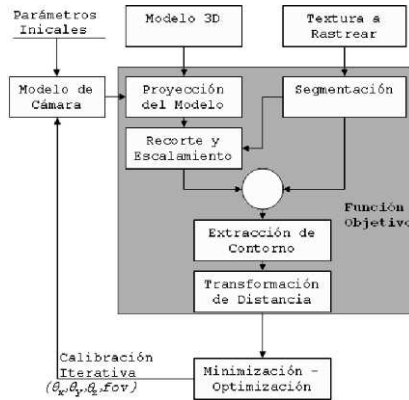 Parámetros
Inicales
Modelo 3D
Textura a
Rastrear
Modelo de
Cámara
Proyección
del Modelo
Segmentación
Recorte y
Escalamiento
Función
Objetivo
Extracción de
Contorno
Transformación
de Distancia
Calibración
Iterativa
(θx,θy,θz,fov)
Minimización -
Optimización